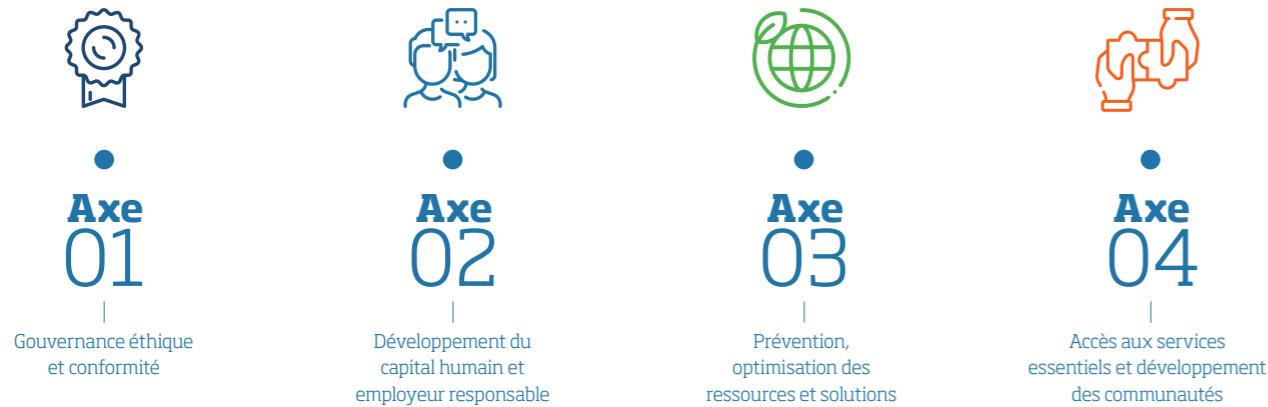 Axe
01
Gouvernance éthique
et conformité
Axe
02
Développement du
capital humain et
employeur responsable
Axe
03
Prévention,
optimisation des
ressources et solutions
Axe
04
Accès aux services
essentiels et développement
des communautés